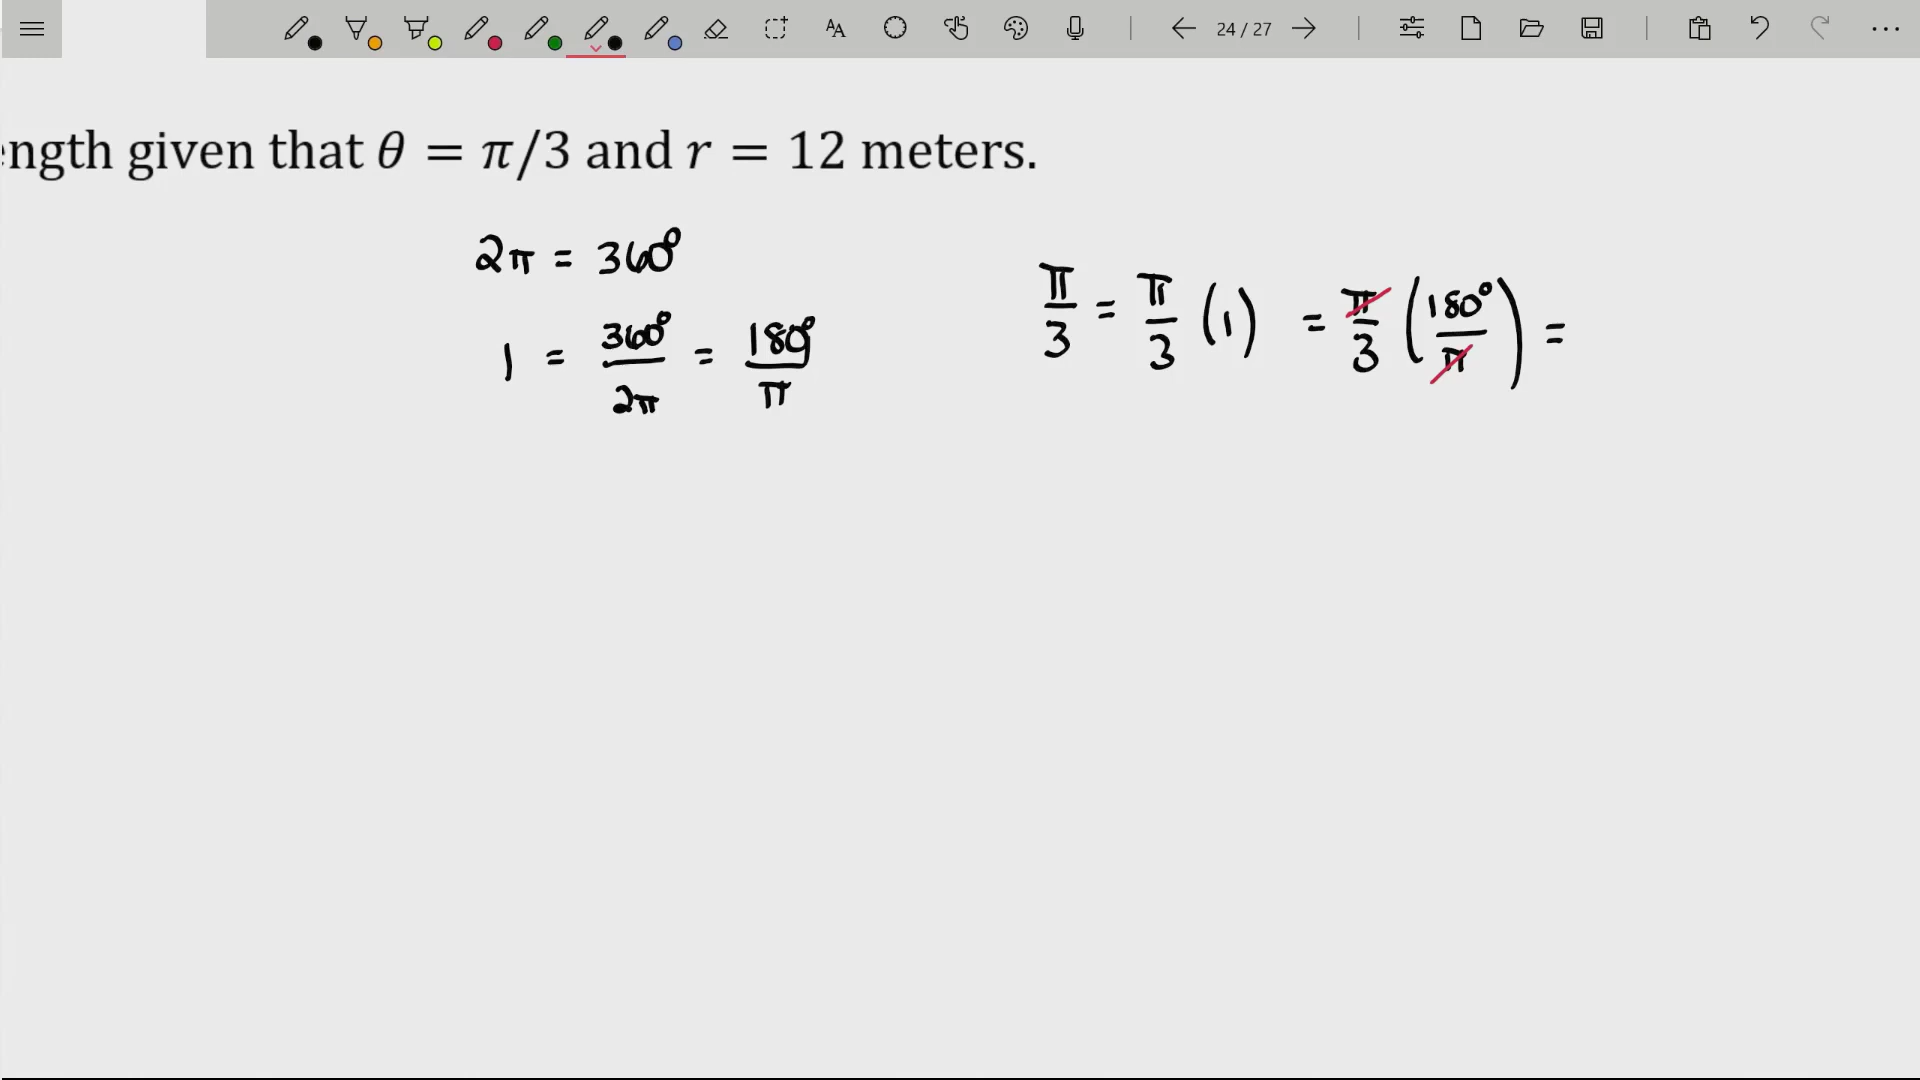 24 / 27
ength given that θ = π/3 and r = 12 meters.
2π = 360°
1 = 360°/2π = 180°/π
π/3 = π/3 (1) = π/3 (180°/π) =